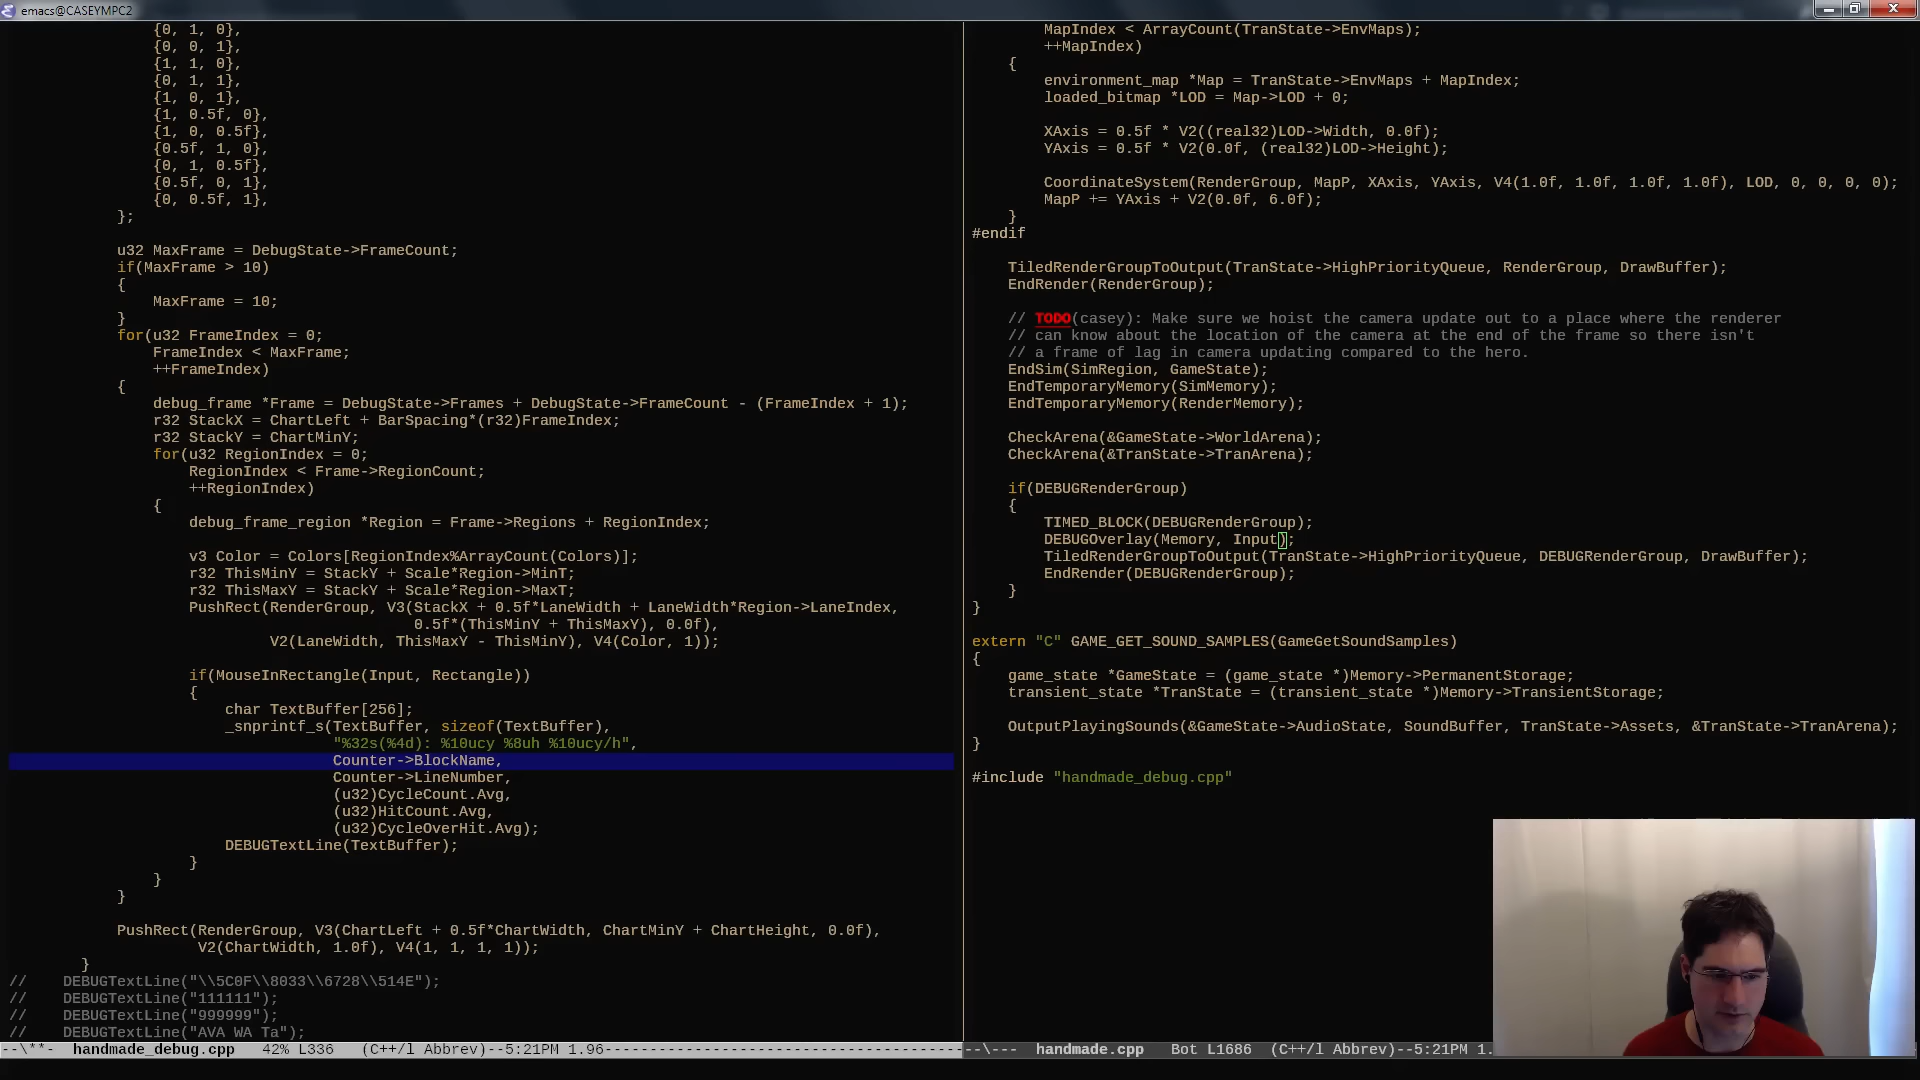 emacs@CASEYMPC2
{0, 1, 0},
{0, 0, 1},
{1, 1, 0},
{0, 1, 1},
{1, 0, 1},
{1, 0.5f, 0},
{1, 0, 0.5f},
{0.5f, 1, 0},
{0, 1, 0.5f},
{0.5f, 0, 1},
{0, 0.5f, 1},
};
u32 MaxFrame = DebugState->FrameCount;
if(MaxFrame > 10)
{
MaxFrame = 10;
}
for(u32 FrameIndex = 0;
FrameIndex < MaxFrame;
++FrameIndex)
{
debug_frame *Frame = DebugState->Frames + DebugState->FrameCount - (FrameIndex + 1);
r32 StackX = ChartLeft + BarSpacing*(r32)FrameIndex;
r32 StackY = ChartMinY;
for(u32 RegionIndex = 0;
RegionIndex < Frame->RegionCount;
++RegionIndex)
{
debug_frame_region *Region = Frame->Regions + RegionIndex;
v3 Color = Colors[RegionIndex%ArrayCount(Colors)];
r32 ThisMinY = StackY + Scale*Region->MinT;
r32 ThisMaxY = StackY + Scale*Region->MaxT;
PushRect(RenderGroup, V3(StackX + 0.5f*LaneWidth + LaneWidth*Region->LaneIndex,
0.5f*(ThisMinY + ThisMaxY), 0.0f),
V2(LaneWidth, ThisMaxY - ThisMinY), V4(Color, 1));
if(MouseInRectangle(Input, Rectangle))
{
char TextBuffer[256];
_snprintf_s(TextBuffer, sizeof(TextBuffer),
"%32s(%4d): %10ucy %8uh %10ucy/h",
Counter->BlockName,
Counter->LineNumber,
(u32)CycleCount.Avg,
(u32)HitCount.Avg,
(u32)CycleOverHit.Avg);
DEBUGTextLine(TextBuffer);
}
}
}
PushRect(RenderGroup, V3(ChartLeft + 0.5f*ChartWidth, ChartMinY + ChartHeight, 0.0f),
V2(ChartWidth, 1.0f), V4(1, 1, 1, 1));
}
// DEBUGTextLine("\\5C0F\\8033\\6728\\514E");
// DEBUGTextLine("111111");
// DEBUGTextLine("999999");
// DEBUGTextLine("AVA WA Ta");
--\**- handmade_debug.cpp 42% L336 (C++/l Abbrev)--5:21PM 1.96
MapIndex < ArrayCount(TranState->EnvMaps);
++MapIndex)
{
environment_map *Map = TranState->EnvMaps + MapIndex;
loaded_bitmap *LOD = Map->LOD + 0;
XAxis = 0.5f * V2((real32)LOD->Width, 0.0f);
YAxis = 0.5f * V2(0.0f, (real32)LOD->Height);
CoordinateSystem(RenderGroup, MapP, XAxis, YAxis, V4(1.0f, 1.0f, 1.0f, 1.0f), LOD, 0, 0, 0, 0);
MapP += YAxis + V2(0.0f, 6.0f);
}
#endif
TiledRenderGroupToOutput(TranState->HighPriorityQueue, RenderGroup, DrawBuffer);
EndRender(RenderGroup);
// TODO(casey): Make sure we hoist the camera update out to a place where the renderer
// can know about the location of the camera at the end of the frame so there isn't
// a frame of lag in camera updating compared to the hero.
EndSim(SimRegion, GameState);
EndTemporaryMemory(SimMemory);
EndTemporaryMemory(RenderMemory);
CheckArena(&GameState->WorldArena);
CheckArena(&TranState->TranArena);
if(DEBUGRenderGroup)
{
TIMED_BLOCK(DEBUGRenderGroup);
DEBUGOverlay(Memory, Input);
TiledRenderGroupToOutput(TranState->HighPriorityQueue, DEBUGRenderGroup, DrawBuffer);
EndRender(DEBUGRenderGroup);
}
}
extern "C" GAME_GET_SOUND_SAMPLES(GameGetSoundSamples)
{
game_state *GameState = (game_state *)Memory->PermanentStorage;
transient_state *TranState = (transient_state *)Memory->TransientStorage;
OutputPlayingSounds(&GameState->AudioState, SoundBuffer, TranState->Assets, &TranState->TranArena);
}
#include "handmade_debug.cpp"
--\--- handmade.cpp Bot L1686 (C++/l Abbrev)--5:21PM 1.